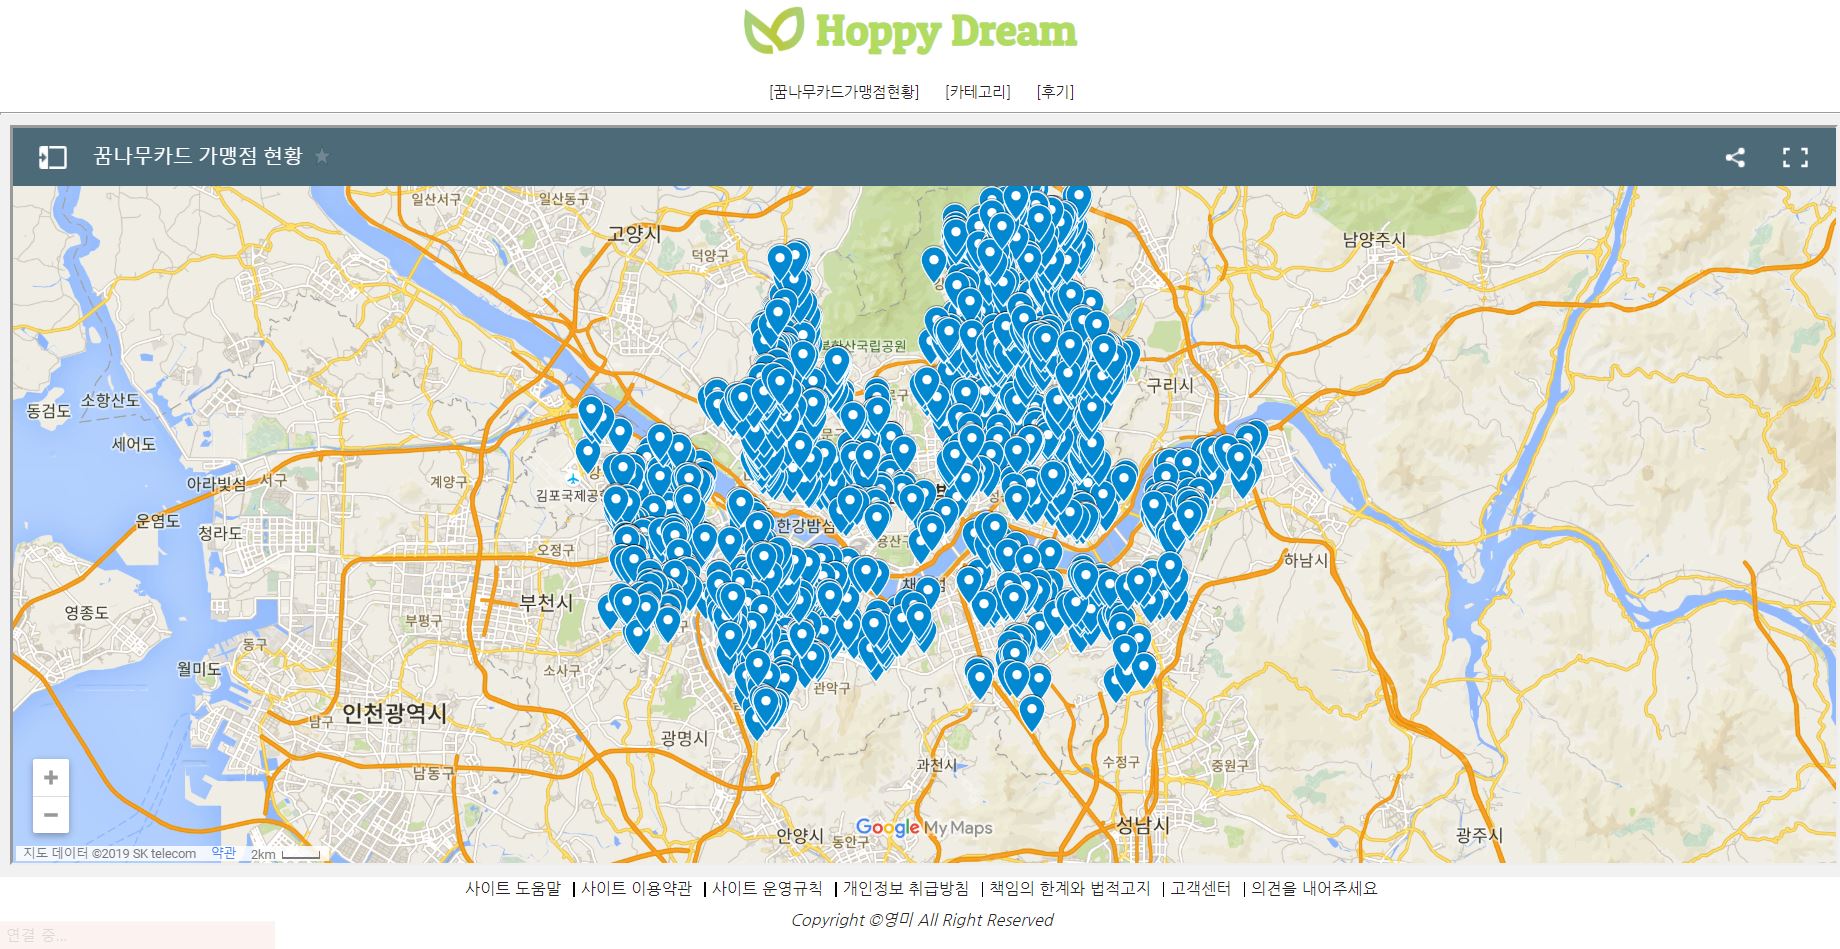 Hoppy Dream
[꿈나무카드가맹점현황] [카테고리] [후기]
꿈나무카드 가맹점 현황
일산서구
일산동구
고양시
덕양구
남양주시
북한산국립공원
구리시
동검도
소항산도
세어도
아라빛섬
서구
계양구
김포국제공항
운염도
청라도
한강밤섬
용산구
오정구
하남시
영종도
부천시
부평구
동구
월미도
소사구
관악구
남구
인천광역시
광명시
남동구
과천시
수정구
중원구
안양시
동안구
성남시
광주시
Google My Maps
지도 데이터 ©2019 SK telecom 약관 2km
사이트 도움말 | 사이트 이용약관 | 사이트 운영규칙 | 개인정보 취급방침 | 책임의 한계와 법적고지 | 고객센터 | 의견을 내어주세요
Copyright ©영미 All Right Reserved
연결 중...